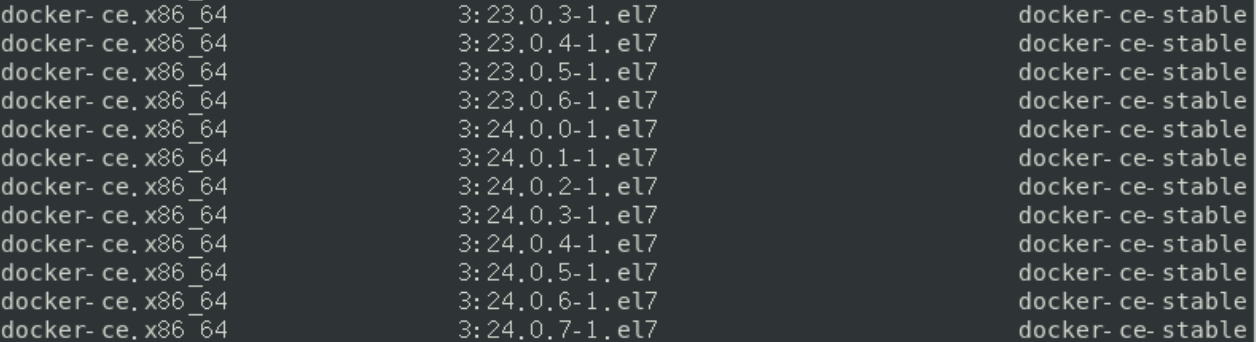 docker-ce.x86_64 3:23.0.3-1.el7 docker-ce-stable
docker-ce.x86_64 3:23.0.4-1.el7 docker-ce-stable
docker-ce.x86_64 3:23.0.5-1.el7 docker-ce-stable
docker-ce.x86_64 3:23.0.6-1.el7 docker-ce-stable
docker-ce.x86_64 3:24.0.0-1.el7 docker-ce-stable
docker-ce.x86_64 3:24.0.1-1.el7 docker-ce-stable
docker-ce.x86_64 3:24.0.2-1.el7 docker-ce-stable
docker-ce.x86_64 3:24.0.3-1.el7 docker-ce-stable
docker-ce.x86_64 3:24.0.4-1.el7 docker-ce-stable
docker-ce.x86_64 3:24.0.5-1.el7 docker-ce-stable
docker-ce.x86_64 3:24.0.6-1.el7 docker-ce-stable
docker-ce.x86_64 3:24.0.7-1.el7 docker-ce-stable